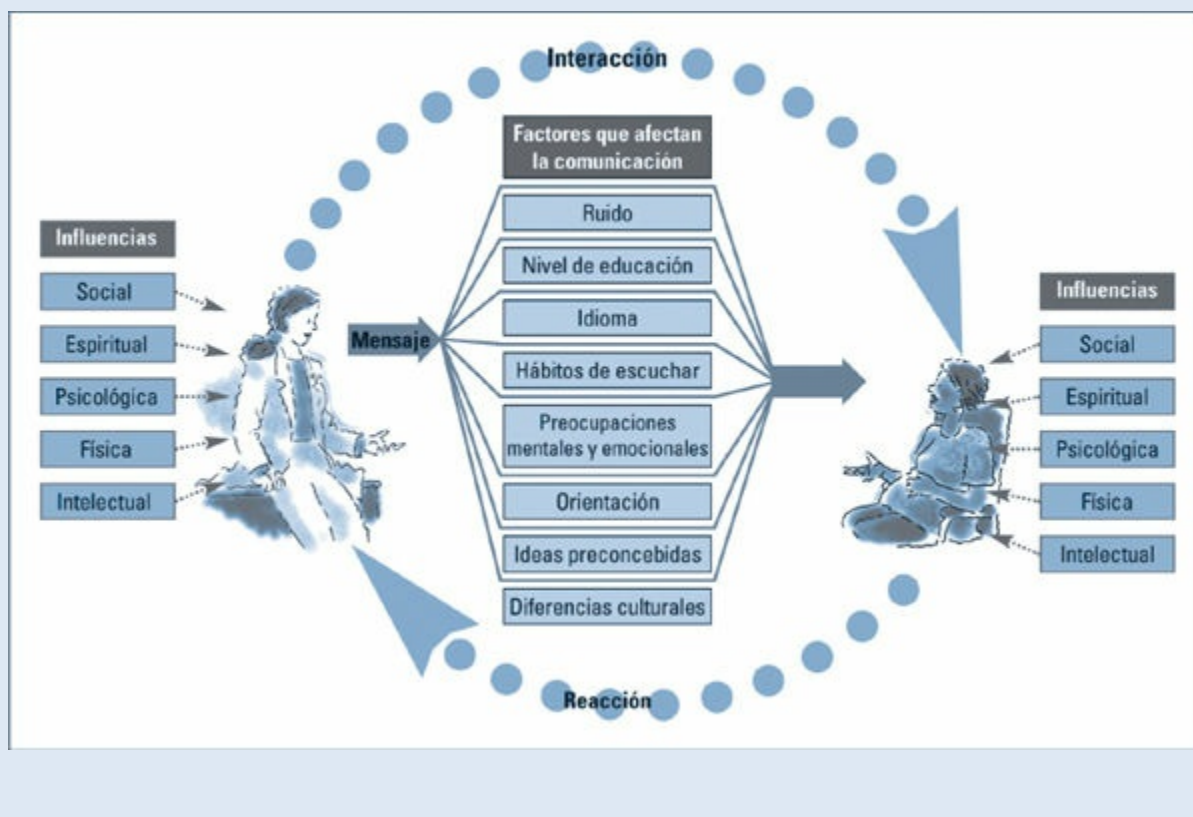 Interacción
Factores que afectan
la comunicación
Ruido
Nivel de educación
Idioma
Hábitos de escuchar
Preocupaciones
mentales y emocionales
Orientación
Ideas preconcebidas
Diferencias culturales
Influencias
Social
Espiritual
Psicológica
Física
Intelectual
Mensaje
Influencias
Social
Espiritual
Psicológica
Física
Intelectual
Reacción